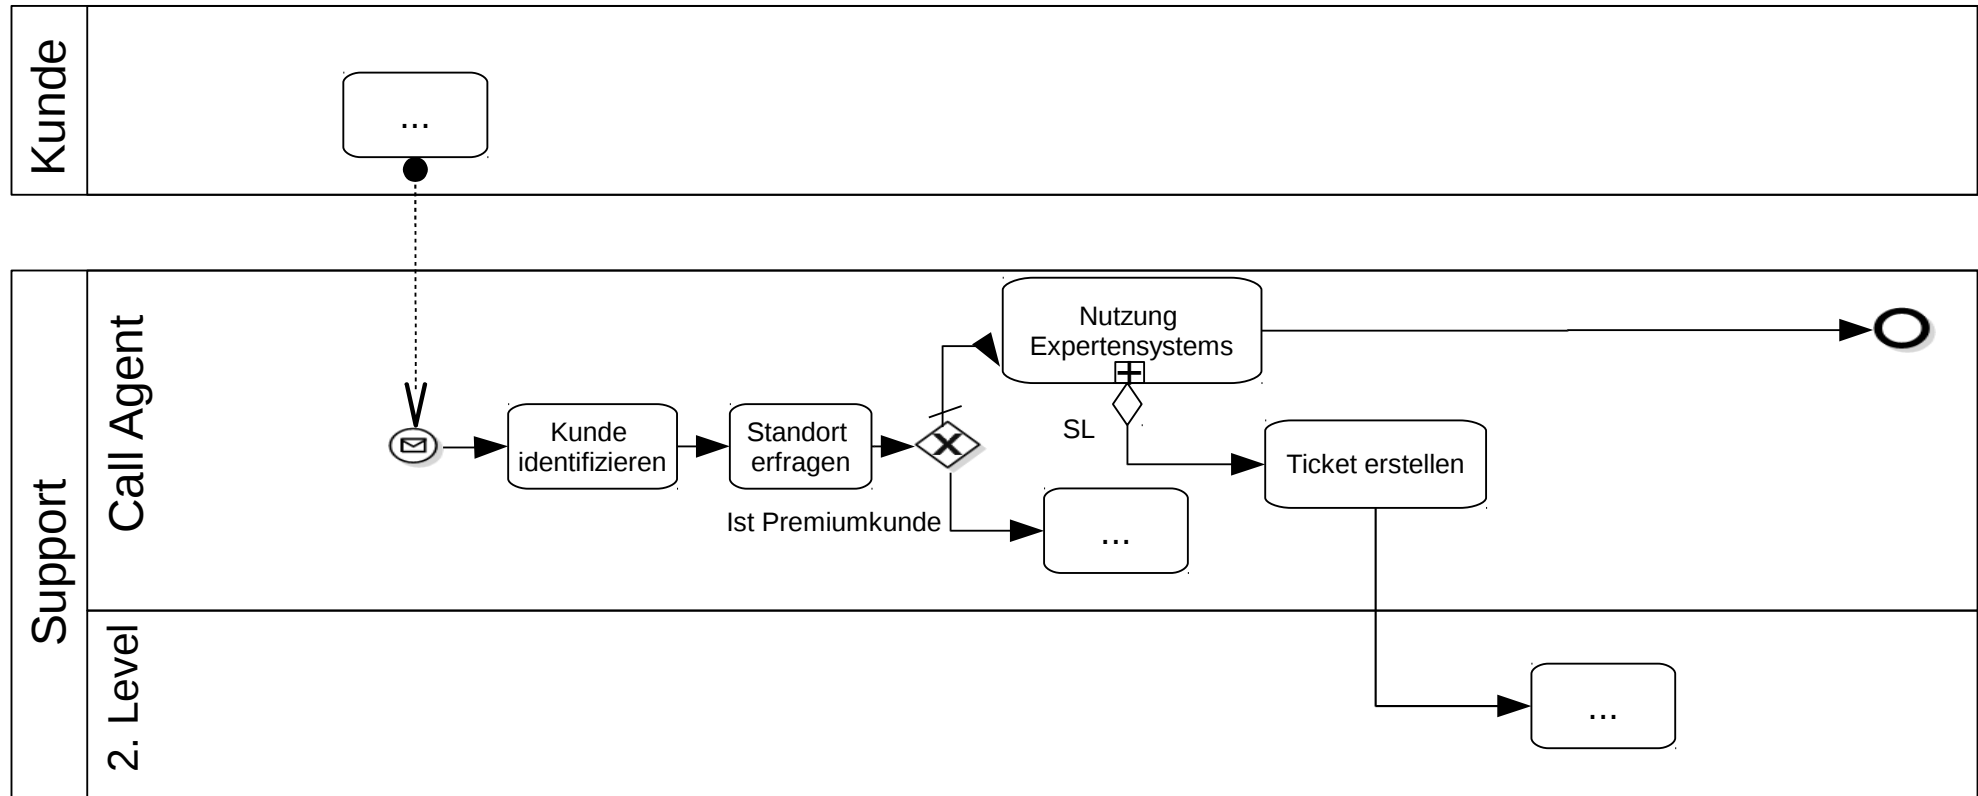 Kunde
...
Support
Call Agent
Nutzung
Expertensystems
SL
Kunde
identifizieren
Standort
erfragen
Ticket erstellen
Ist Premiumkunde
...
2. Level
...